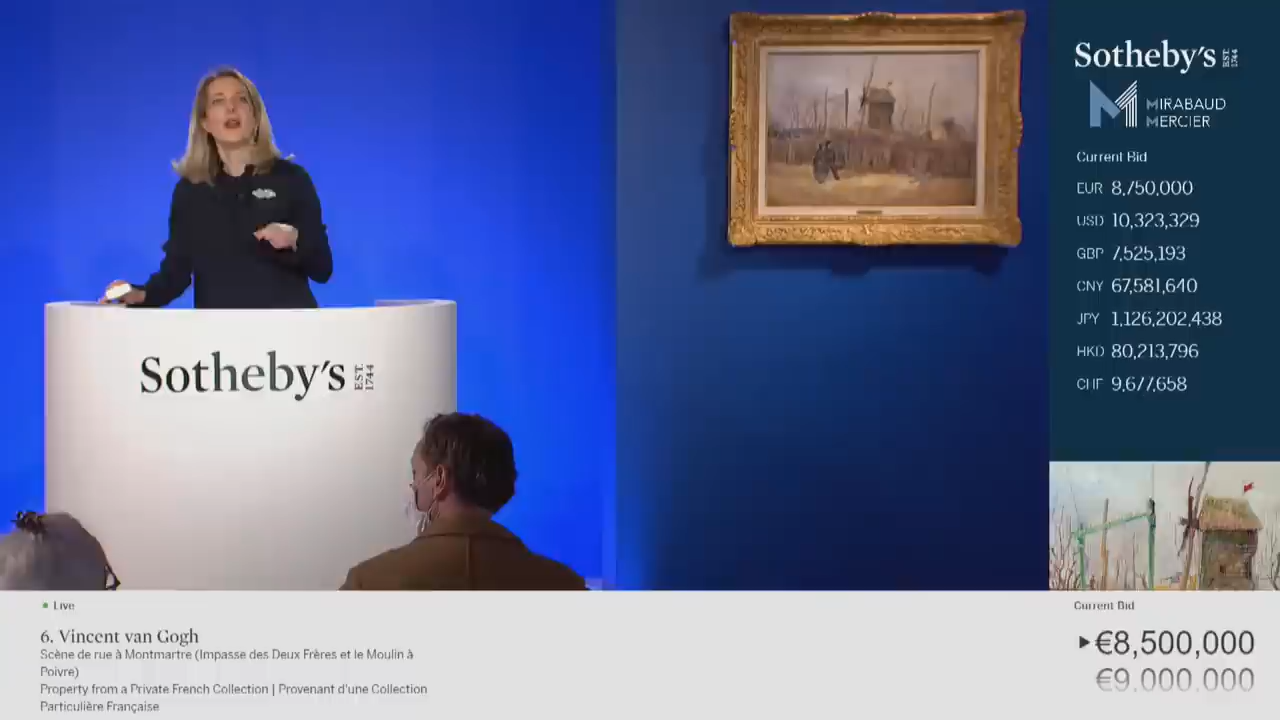 Sotheby's EST. 1744
MIRABAUD
MERCIER
Current Bid
EUR 8,750,000
USD 10,323,329
GBP 7,525,193
CNY 67,581,640
JPY 1,126,202,438
HKD 80,213,796
CHF 9,677,658
Sotheby's EST. 1744
Live
6. Vincent van Gogh
Scène de rue à Montmartre (Impasse des Deux Frères et le Moulin à
Poivre)
Property from a Private French Collection | Provenant d'une Collection
Particulière Française
Current Bid
€8,500,000
€9,000,000